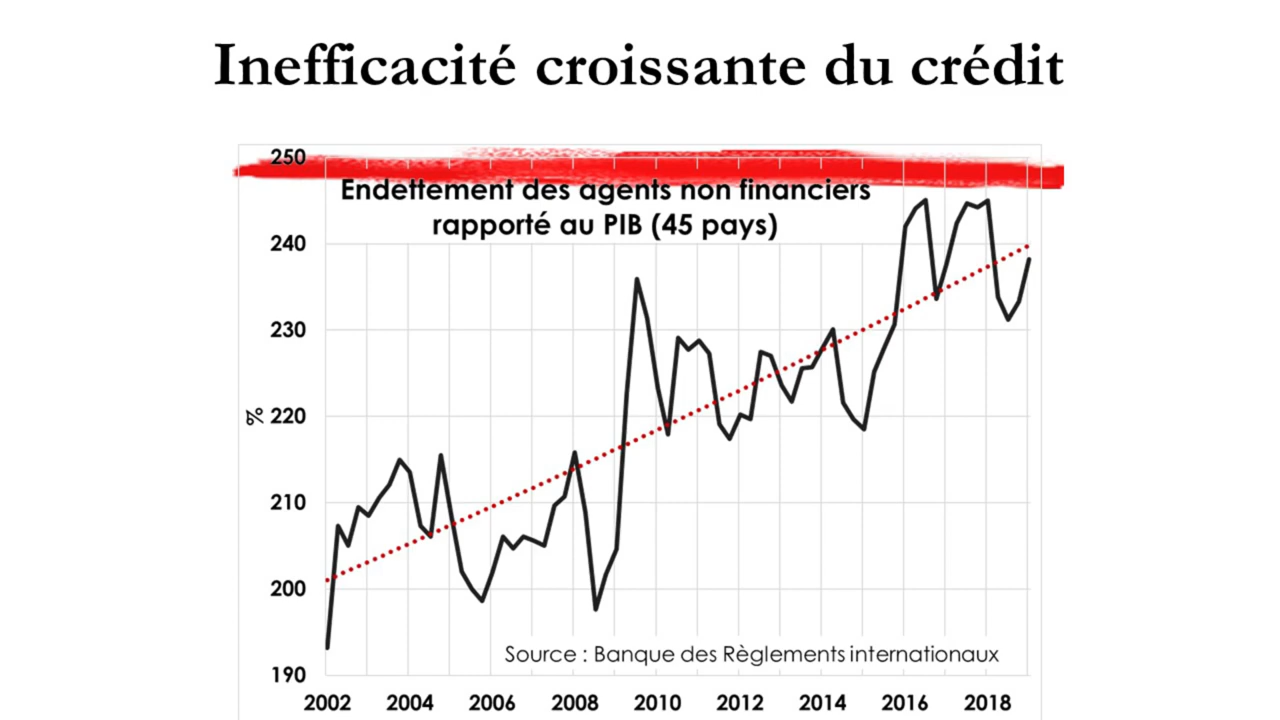 Inefficacité croissante du crédit
250
Endettement des agents non financiers
rapporté au PIB (45 pays)
240
230
%
220
210
200
Source : Banque des Règlements internationaux
190
2002 2004 2006 2008 2010 2012 2014 2016 2018